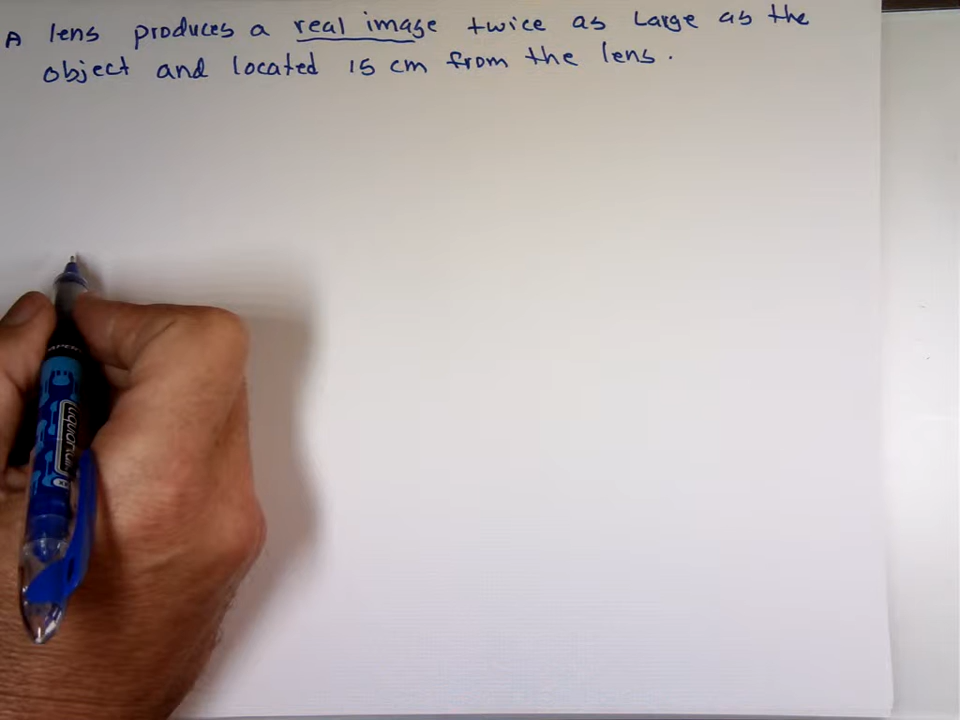 A lens produces a real image twice as large as the
object and located 15 cm from the lens.